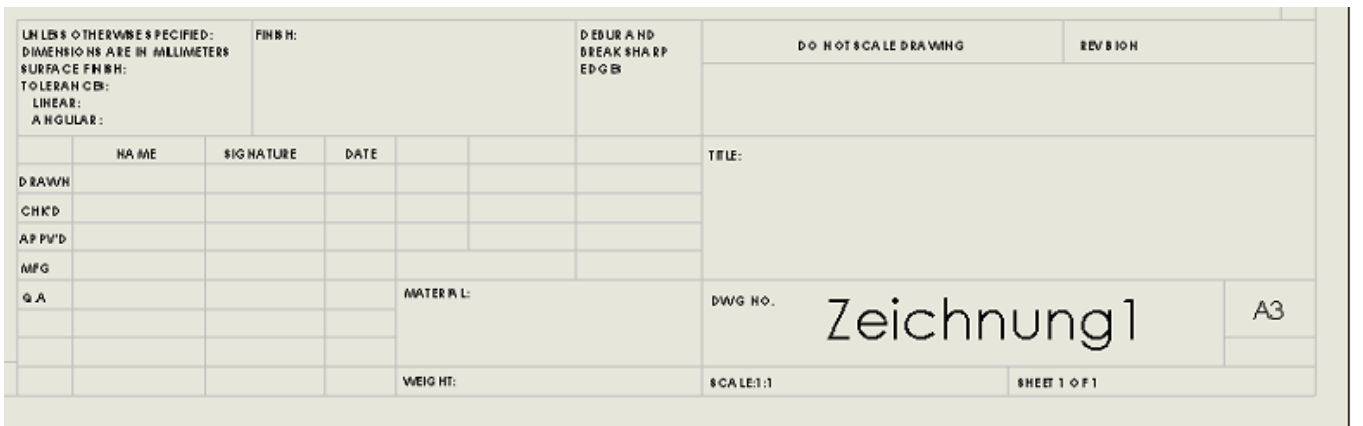 UNLESS OTHERWISE SPECIFIED:
DIMENSIONS ARE IN MILLIMETERS
SURFACE FINISH:
TOLERANCES:
LINEAR:
ANGULAR:
FINISH:
DEBUR AND
BREAK SHARP
EDGES
DO NOT SCALE DRAWING
REVISION
NAME SIGNATURE DATE
DRAWN
CHK'D
APPV'D
MFG
Q.A
TITLE:
MATERIAL:
DWG NO.
Zeichnung1
A3
WEIGHT:
SCALE:1:1
SHEET 1 OF 1